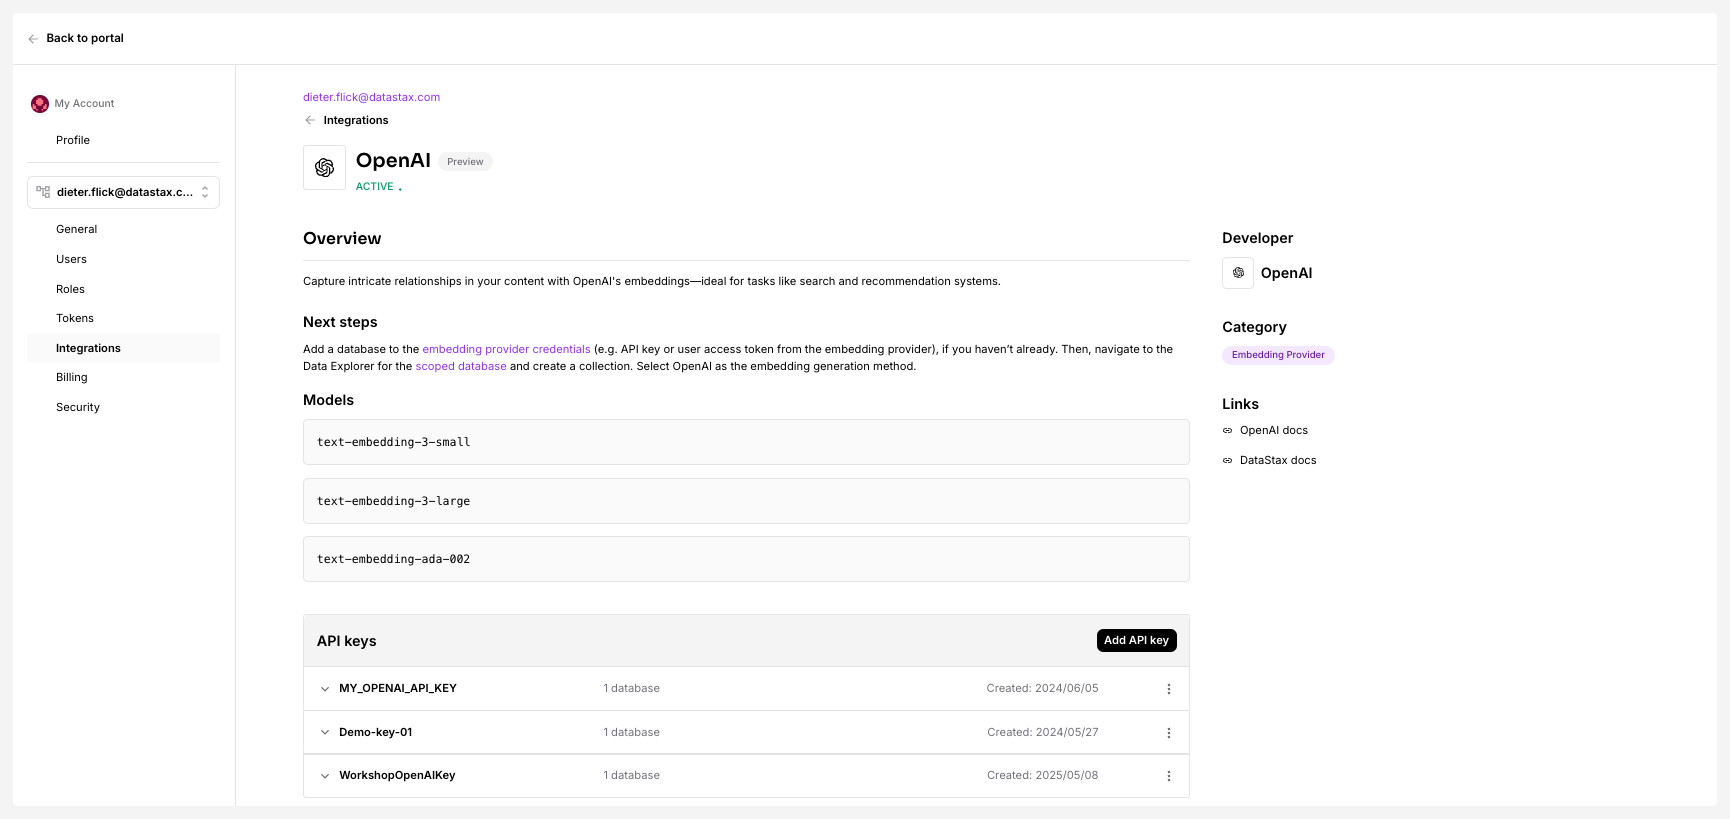 Back to portal
My Account
Profile
dieter.flick@datastax.c...
General
Users
Roles
Tokens
Integrations
Billing
Security
dieter.flick@datastax.com
Integrations
OpenAI Preview
ACTIVE
Overview
Capture intricate relationships in your content with OpenAI's embeddings—ideal for tasks like search and recommendation systems.
Next steps
Add a database to the embedding provider credentials (e.g. API key or user access token from the embedding provider), if you haven’t already. Then, navigate to the
Data Explorer for the scoped database and create a collection. Select OpenAI as the embedding generation method.
Models
text-embedding-3-small
text-embedding-3-large
text-embedding-ada-002
API keys Add API key
MY_OPENAI_API_KEY 1 database Created: 2024/06/05
Demo-key-01 1 database Created: 2024/05/27
WorkshopOpenAIKey 1 database Created: 2025/05/08
Developer
OpenAI
Category
Embedding Provider
Links
OpenAI docs
DataStax docs